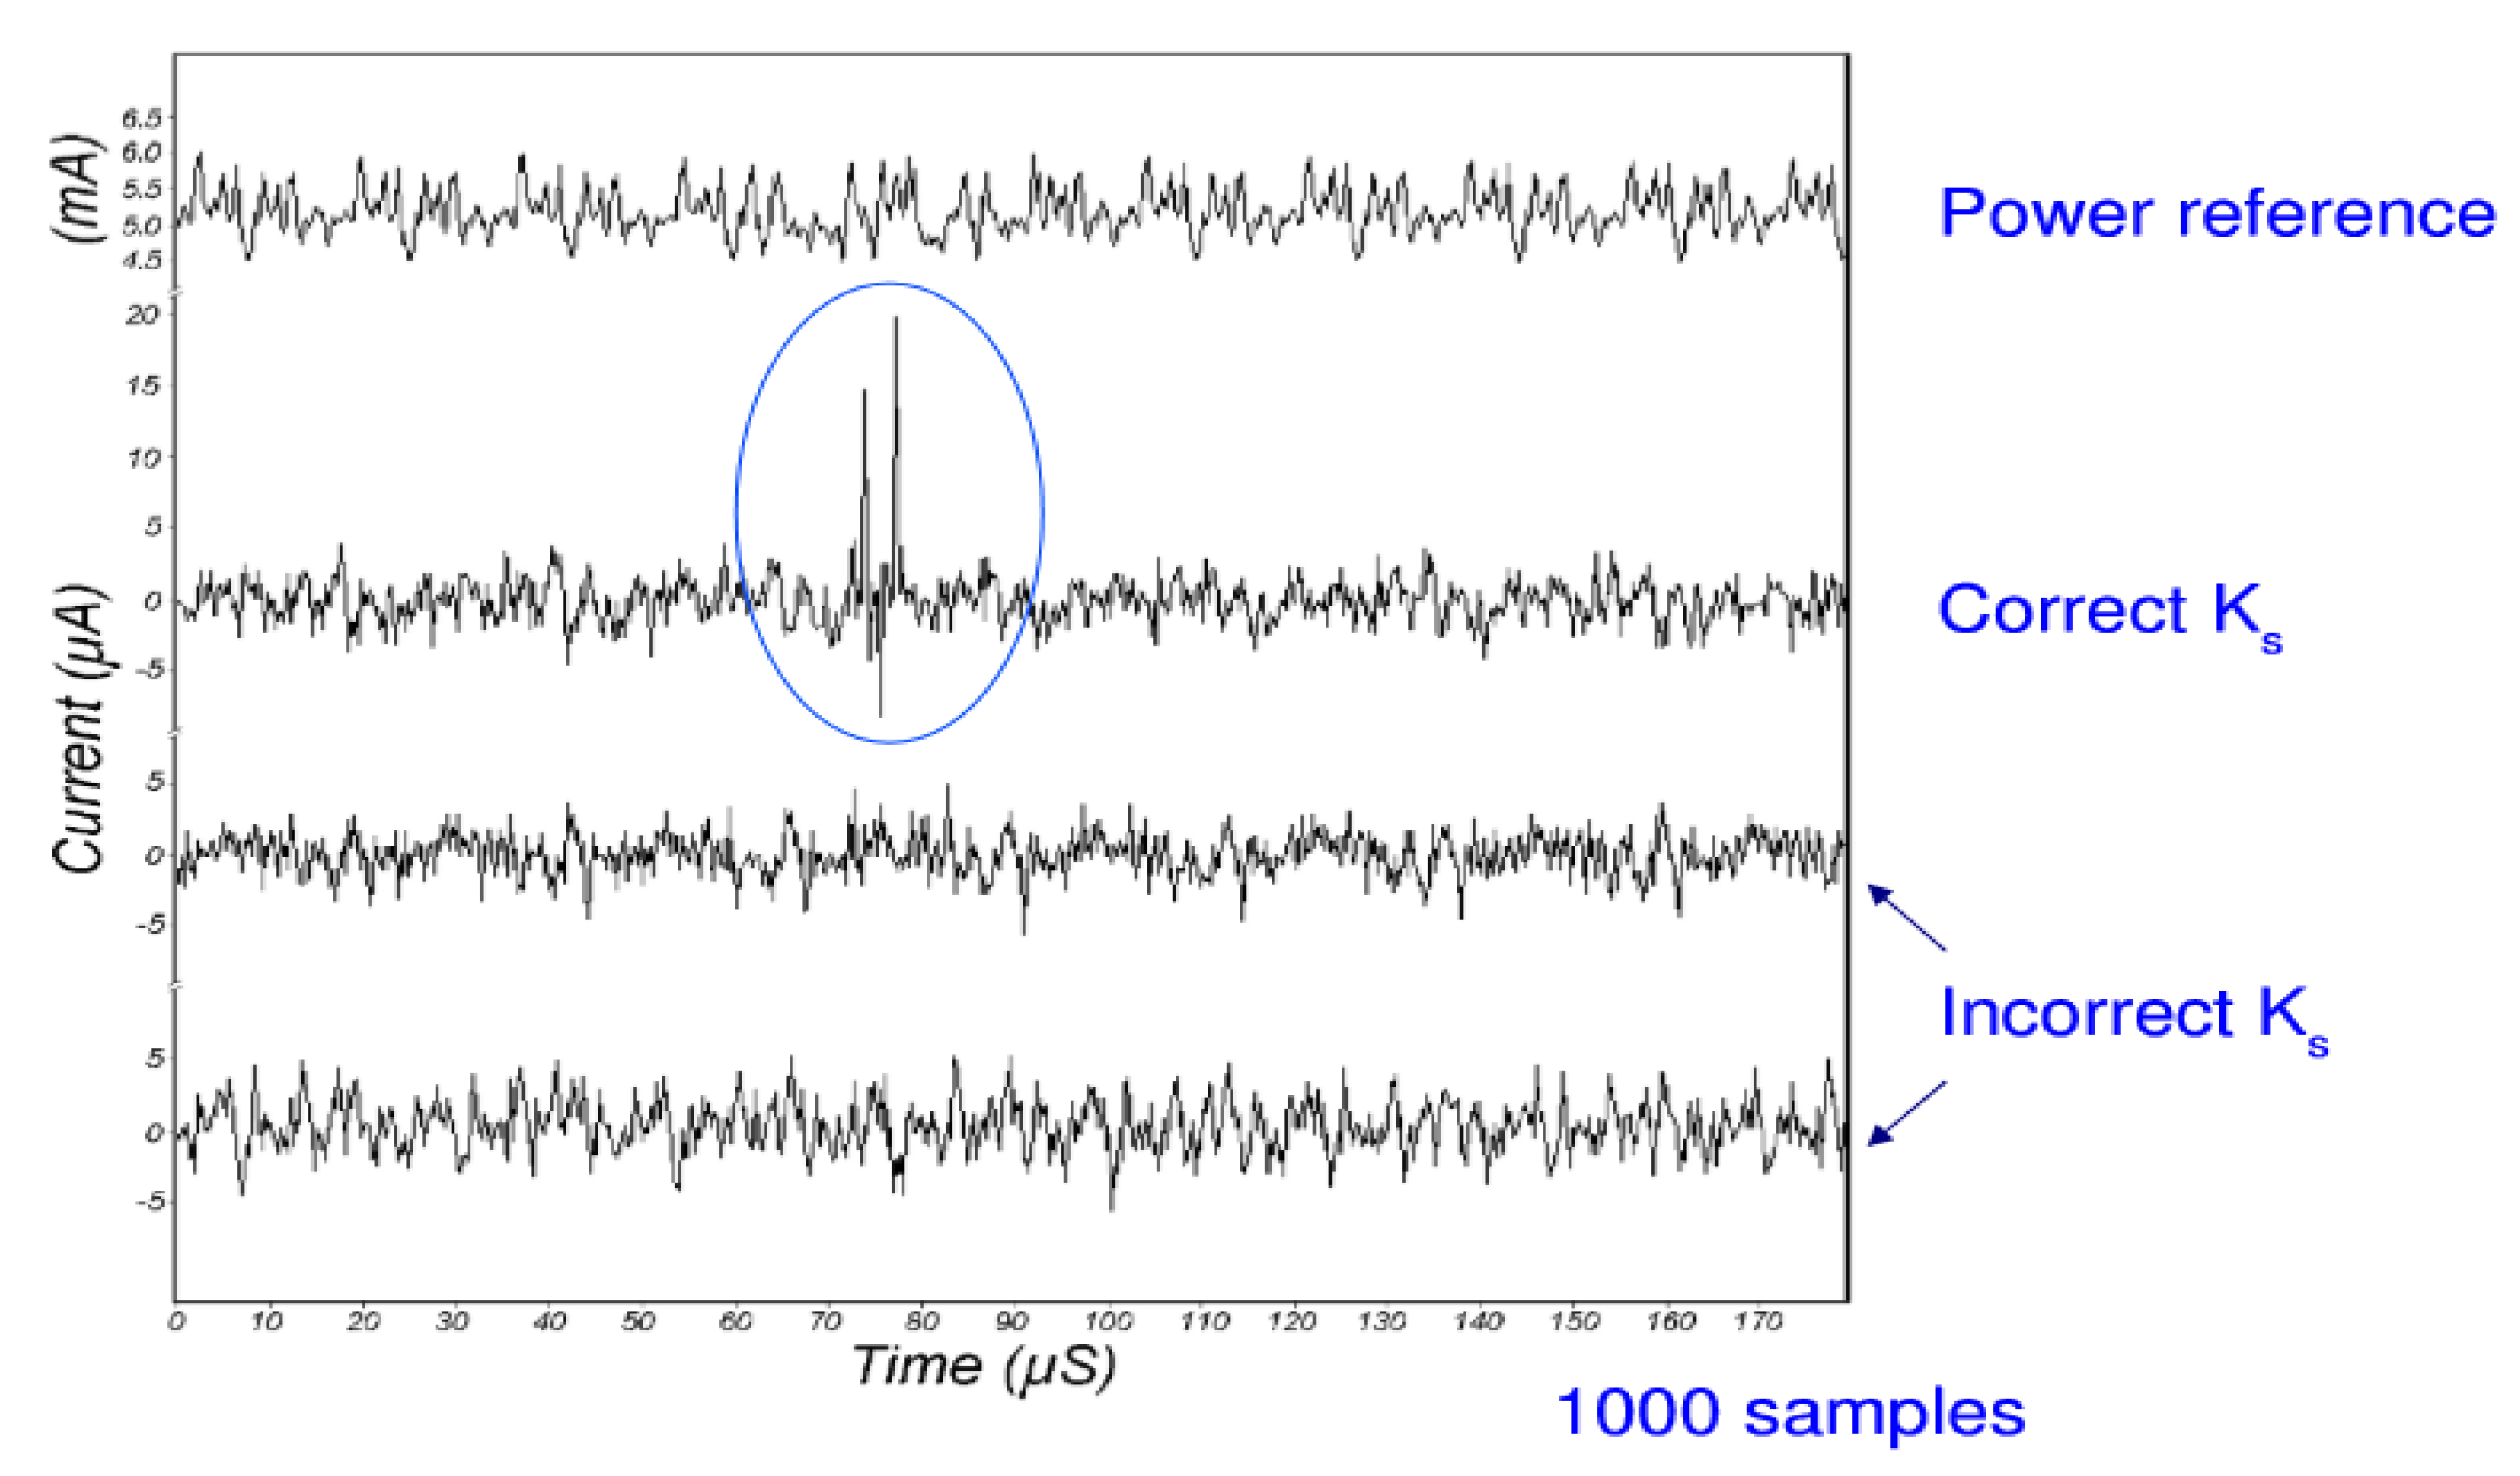 (mA)
6.5
6.0
5.5
5.0
4.5
Power reference
Current (µA)
20
15
10
5
0
-5
Correct Ks
5
0
-5
Incorrect Ks
5
0
-5
0 10 20 30 40 50 60 70 80 90 100 110 120 130 140 150 160 170
Time (µS)
1000 samples